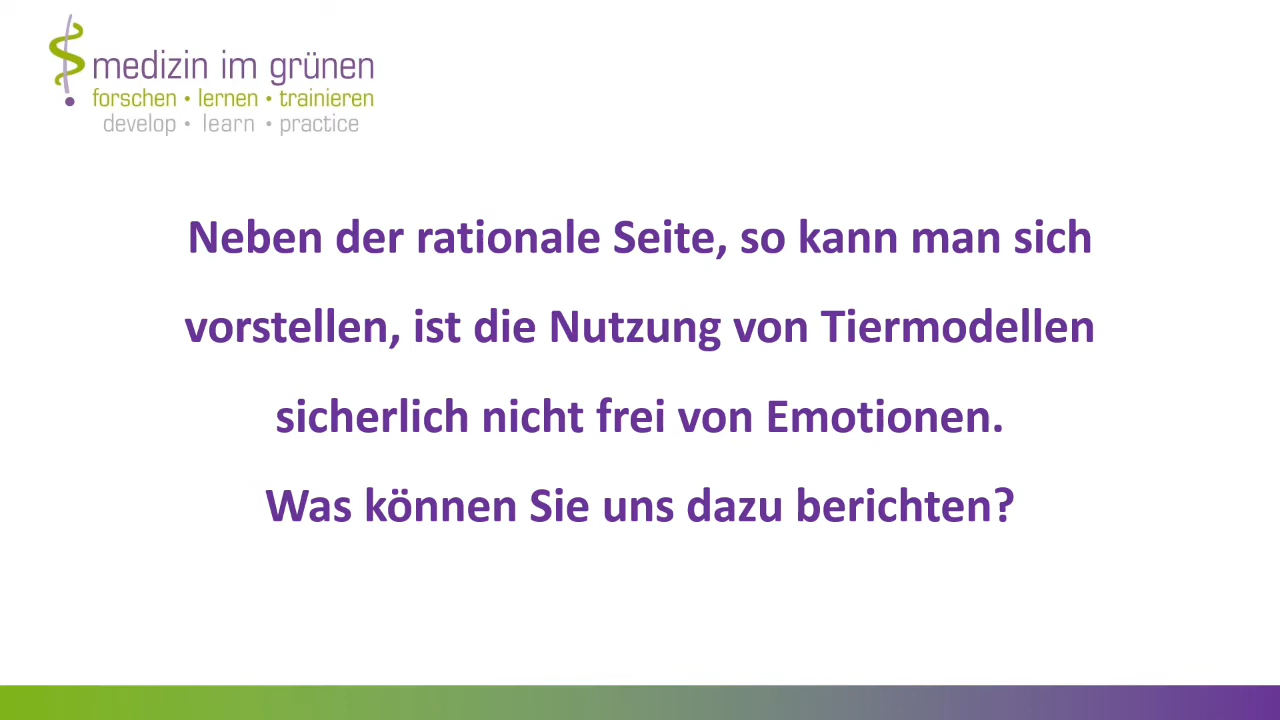 medizin im grünen
forschen • lernen • trainieren
develop • learn • practice
Neben der rationale Seite, so kann man sich
vorstellen, ist die Nutzung von Tiermodellen
sicherlich nicht frei von Emotionen.
Was können Sie uns dazu berichten?